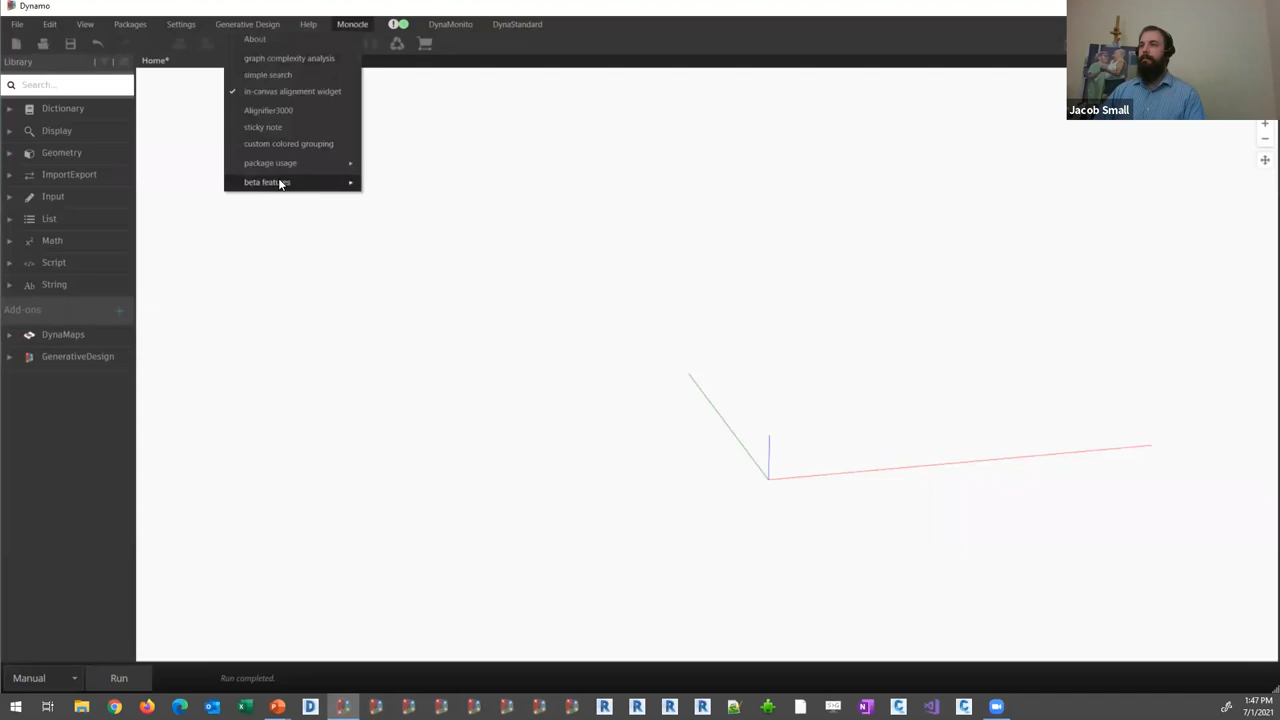 Dynamo
File Edit View Packages Settings Generative Design Help Monocle DynaMonito DynaStandard
Library
Home*
Search...
Dictionary
Display
Geometry
ImportExport
Input
List
Math
Script
String
Add-ons
DynaMaps
GenerativeDesign
About
graph complexity analysis
simple search
in-canvas alignment widget
Alignifier3000
sticky note
custom colored grouping
package usage
beta features
Jacob Small
Manual Run Run completed.
1:47 PM
7/1/2021